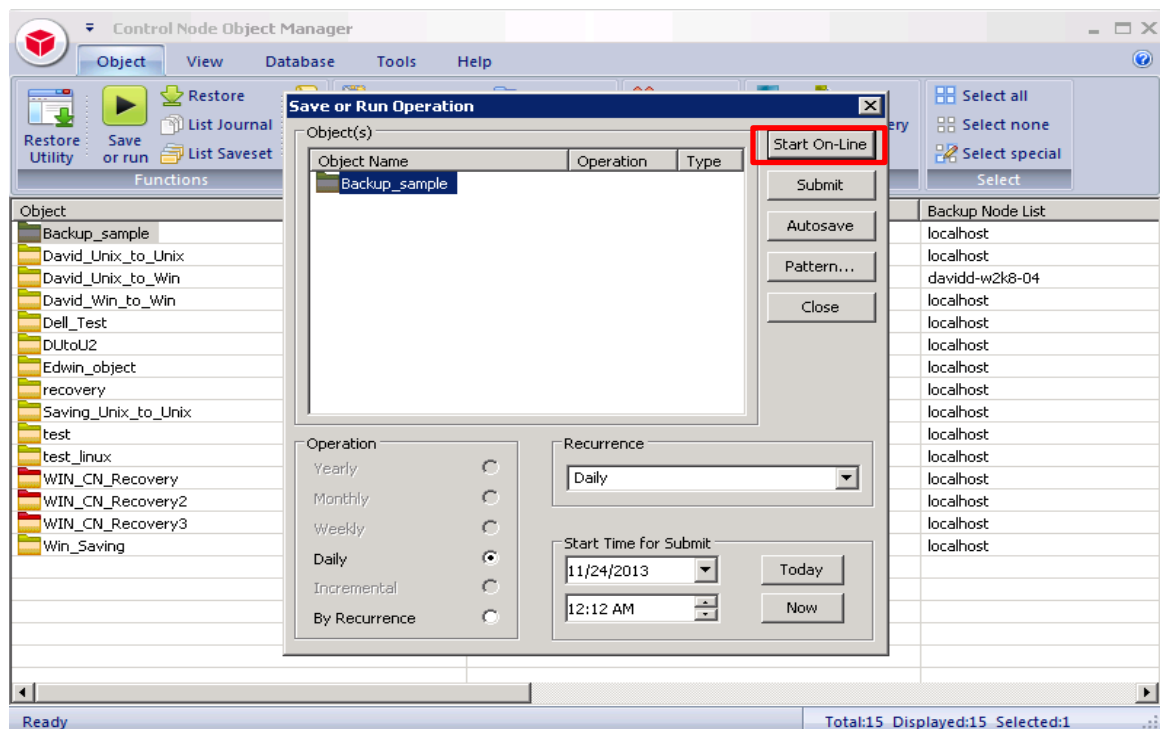 Control Node Object Manager
Object View Database Tools Help
Restore
Utility
Save
or run
Restore
List Journal
List Saveset
Functions
ery
Select all
Select none
Select special
Select
Save or Run Operation
Object(s)
Object Name Operation Type
Backup_sample
Start On-Line
Submit
Autosave
Pattern...
Close
Operation
Yearly
Monthly
Weekly
Daily
Incremental
By Recurrence
Recurrence
Daily
Start Time for Submit
11/24/2013
Today
12:12 AM
Now
Object Backup Node List
Backup_sample localhost
David_Unix_to_Unix localhost
David_Unix_to_Win davidd-w2k8-04
David_Win_to_Win localhost
Dell_Test localhost
DUtoU2 localhost
Edwin_object localhost
recovery localhost
Saving_Unix_to_Unix localhost
test localhost
test_linux localhost
WIN_CN_Recovery localhost
WIN_CN_Recovery2 localhost
WIN_CN_Recovery3 localhost
Win_Saving localhost
Ready Total:15 Displayed:15 Selected:1